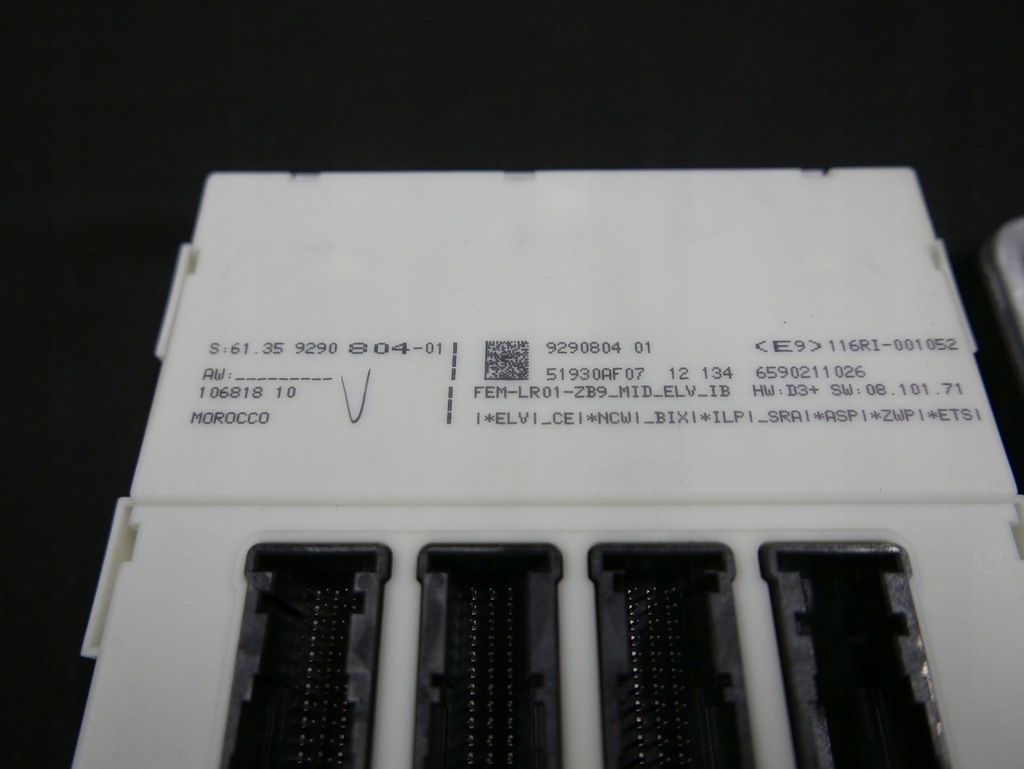 S:61.35 9290 804-01
AW:_________
106818 10
MOROCCO
9290804 01 <E9>116RI-001052
51930AF07 12 134 6590211026
FEM-LR01-ZB9_MID_ELV_IB HW:D3+ SW:08.101.71
|*ELV|_CE|*NCW|_BIX|*ILP|_SRA|*ASP|*ZWP|*ETS|